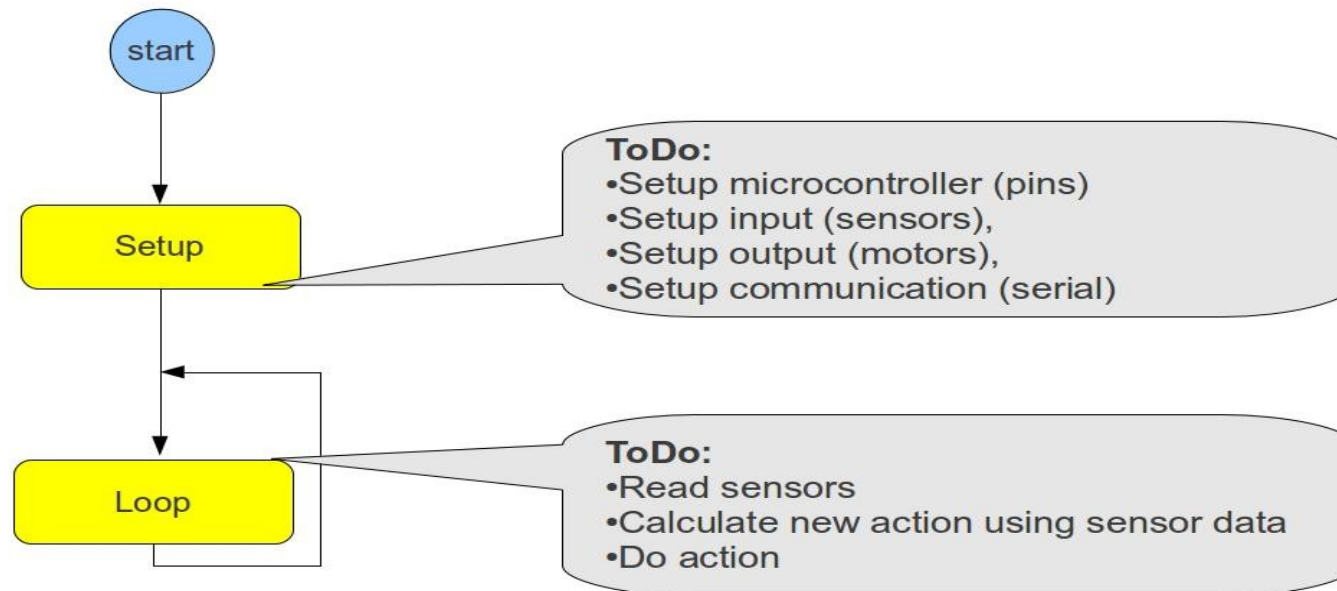 start
Setup
ToDo:
•Setup microcontroller (pins)
•Setup input (sensors),
•Setup output (motors),
•Setup communication (serial)
Loop
ToDo:
•Read sensors
•Calculate new action using sensor data
•Do action